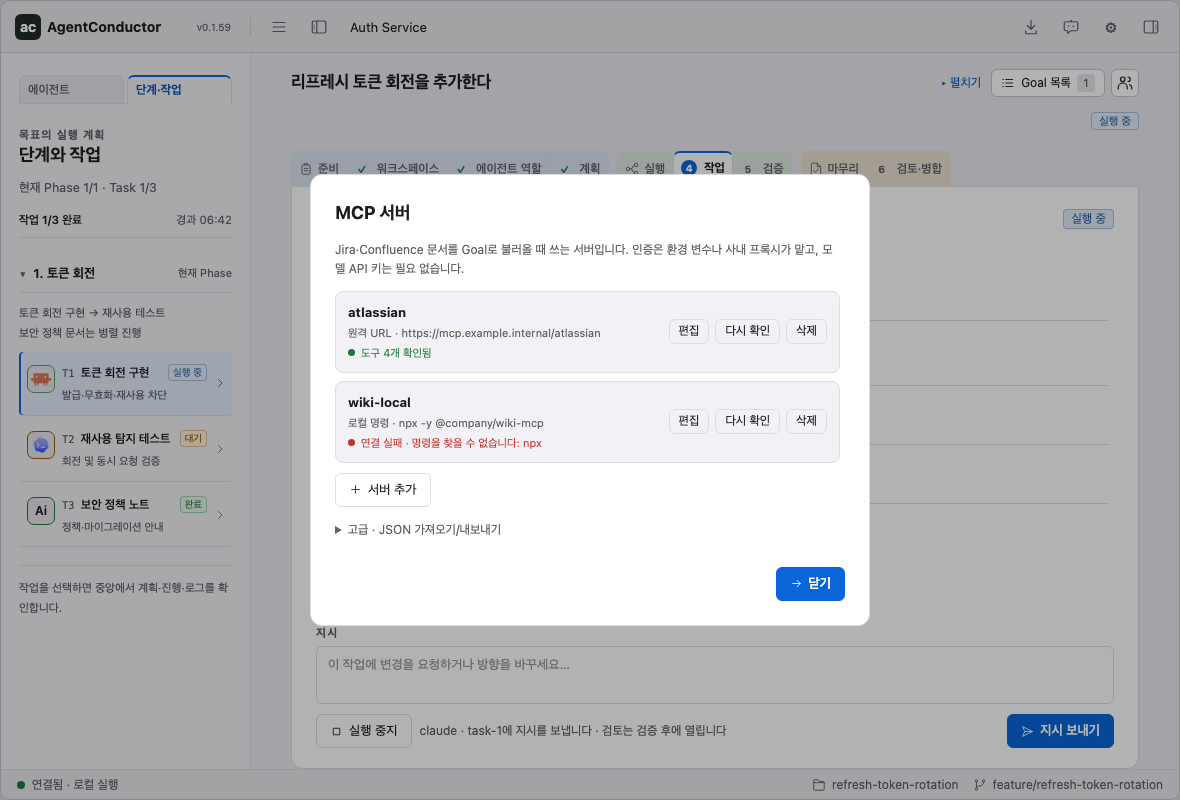 ac AgentConductor v0.1.59 Auth Service
에이전트 단계·작업
목표의 실행 계획
단계와 작업
현재 Phase 1/1 · Task 1/3
작업 1/3 완료 경과 06:42
▾ 1. 토큰 회전 현재 Phase
토큰 회전 구현 → 재사용 테스트
보안 정책 문서는 병렬 진행
T1 토큰 회전 구현 실행 중
발급·무효화·재사용 차단
T2 재사용 탐지 테스트 대기
회전 및 동시 요청 검증
Ai T3 보안 정책 노트 완료
정책·마이그레이션 안내
작업을 선택하면 중앙에서 계획·진행·로그를 확
인합니다.
리프레시 토큰 회전을 추가한다
▸ 펼치기 Goal 목록 1
실행 중
준비 ✓ 워크스페이스 ✓ 에이전트 역할 ✓ 계획 실행 4 작업 5 검증 마무리 6 검토·병합
실행 중
MCP 서버
Jira·Confluence 문서를 Goal로 불러올 때 쓰는 서버입니다. 인증은 환경 변수나 사내 프록시가 맡고, 모
델 API 키는 필요 없습니다.
atlassian
원격 URL · https://mcp.example.internal/atlassian
도구 4개 확인됨
편집 다시 확인 삭제
wiki-local
로컬 명령 · npx -y @company/wiki-mcp
연결 실패 · 명령을 찾을 수 없습니다: npx
편집 다시 확인 삭제
+ 서버 추가
▶ 고급 · JSON 가져오기/내보내기
→ 닫기
지시
이 작업에 변경을 요청하거나 방향을 바꾸세요...
실행 중지 claude · task-1에 지시를 보냅니다 · 검토는 검증 후에 열립니다 지시 보내기
연결됨 · 로컬 실행 refresh-token-rotation feature/refresh-token-rotation